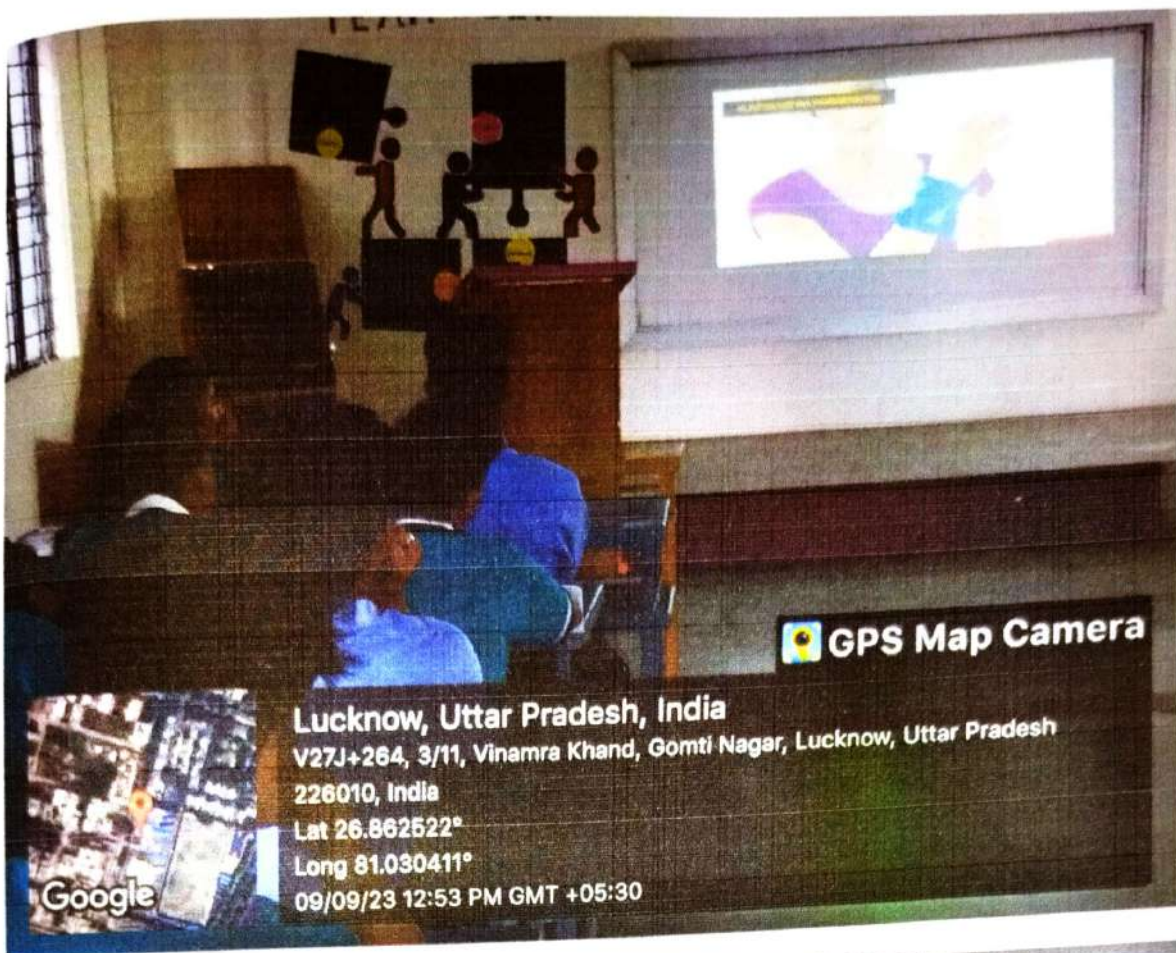 GPS Map Camera
Lucknow, Uttar Pradesh, India
V27J+264, 3/11, Vinamra Khand, Gomti Nagar, Lucknow, Uttar Pradesh
226010, India
Lat 26.862522°
Long 81.030411°
09/09/23 12:53 PM GMT +05:30
Google